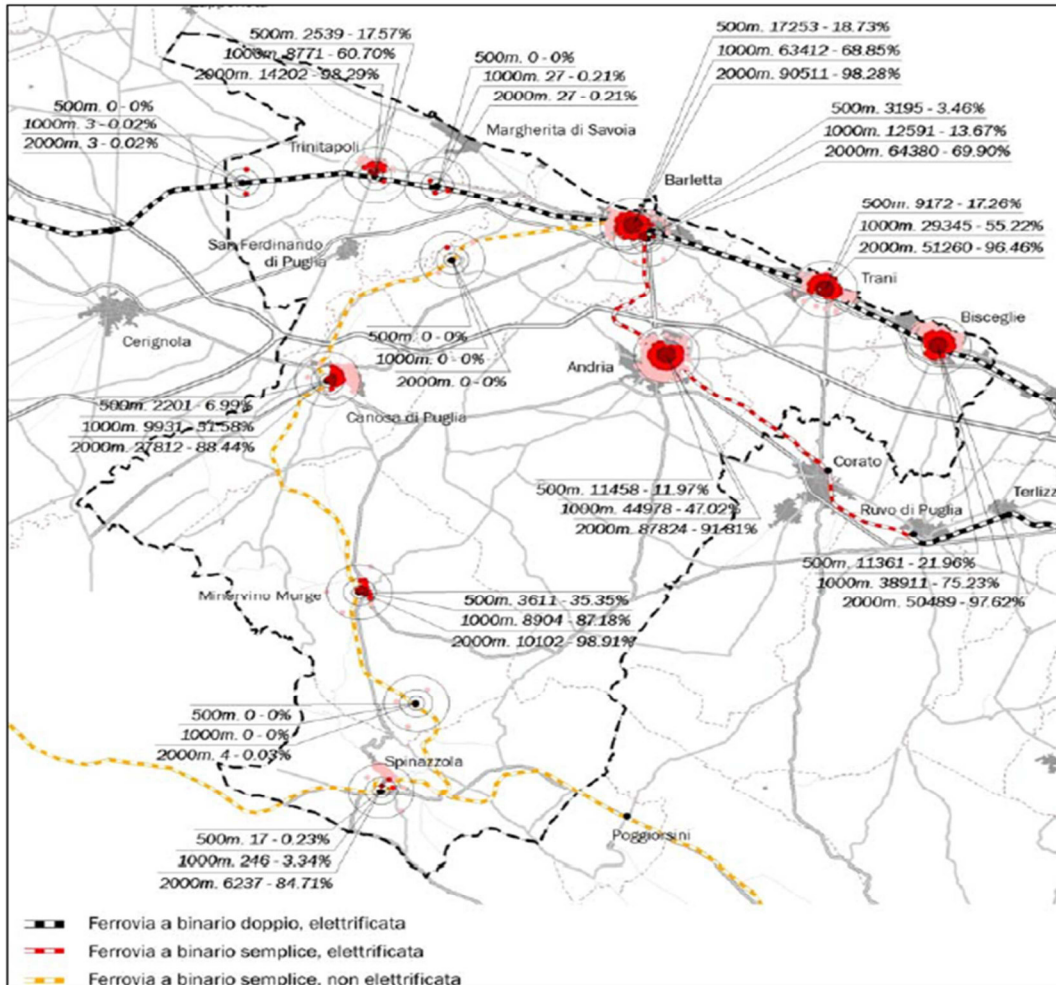 500m. 2539 - 17.57%
1000m. 8771 - 60.70%
2000m. 14202 - 98.29%
500m. 0 - 0%
1000m. 27 - 0.21%
2000m. 27 - 0.21%
500m. 17253 - 18.73%
1000m. 63412 - 68.85%
2000m. 90511 - 98.28%
500m. 0 - 0%
1000m. 3 - 0.02%
2000m. 3 - 0.02%
500m. 3195 - 3.46%
1000m. 12591 - 13.67%
2000m. 64380 - 69.90%
Margherita di Savoia
Trinitapoli
Barletta
500m. 9172 - 17.26%
1000m. 29345 - 55.22%
2000m. 51260 - 96.46%
San Ferdinando
di Puglia
Trani
Bisceglie
Cerignola
500m. 0 - 0%
1000m. 0 - 0%
2000m. 0 - 0%
Andria
500m. 2201 - 6.99%
1000m. 9931 - 31.58%
2000m. 27812 - 88.44%
Canosa di Puglia
Corato
500m. 11458 - 11.97%
1000m. 44978 - 47.02%
2000m. 87824 - 91.81%
Ruvo di Puglia
Terlizz
500m. 11361 - 21.96%
1000m. 38911 - 75.23%
2000m. 50489 - 97.62%
Minervino Murge
500m. 3611 - 35.35%
1000m. 8904 - 87.18%
2000m. 10102 - 98.91%
500m. 0 - 0%
1000m. 0 - 0%
2000m. 4 - 0.03%
Spinazzola
500m. 17 - 0.23%
1000m. 246 - 3.34%
2000m. 6237 - 84.71%
Poggiorsini
Ferrovia a binario doppio, elettrificata
Ferrovia a binario semplice, elettrificata
Ferrovia a binario semplice, non elettrificata